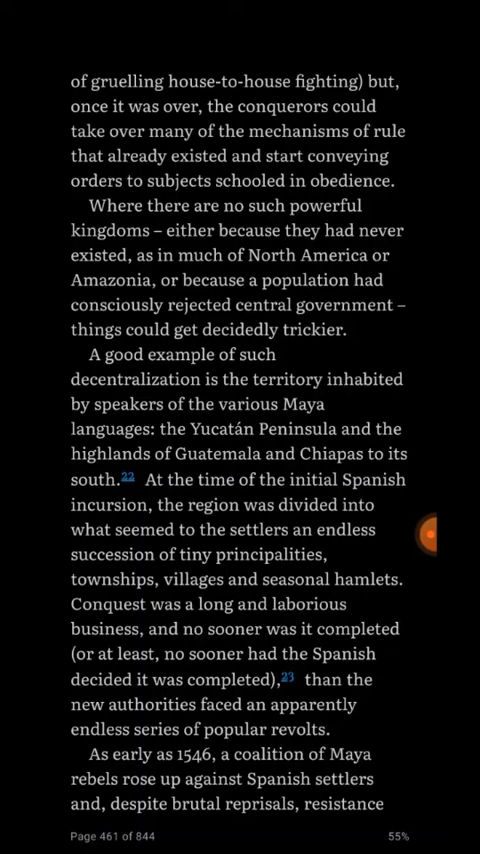 of gruelling house-to-house fighting) but,
once it was over, the conquerors could
take over many of the mechanisms of rule
that already existed and start conveying
orders to subjects schooled in obedience.
Where there are no such powerful
kingdoms – either because they had never
existed, as in much of North America or
Amazonia, or because a population had
consciously rejected central government –
things could get decidedly trickier.
A good example of such
decentralization is the territory inhabited
by speakers of the various Maya
languages: the Yucatán Peninsula and the
highlands of Guatemala and Chiapas to its
south.22 At the time of the initial Spanish
incursion, the region was divided into
what seemed to the settlers an endless
succession of tiny principalities,
townships, villages and seasonal hamlets.
Conquest was a long and laborious
business, and no sooner was it completed
(or at least, no sooner had the Spanish
decided it was completed),23 than the
new authorities faced an apparently
endless series of popular revolts.
As early as 1546, a coalition of Maya
rebels rose up against Spanish settlers
and, despite brutal reprisals, resistance
Page 461 of 844 55%